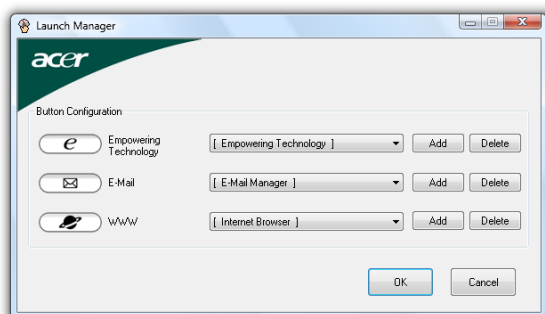 Launch Manager
acer
Button Configuration
e Empowering Technology [ Empowering Technology ] Add Delete
E-Mail [ E-Mail Manager ] Add Delete
WWW [ Internet Browser ] Add Delete
OK Cancel